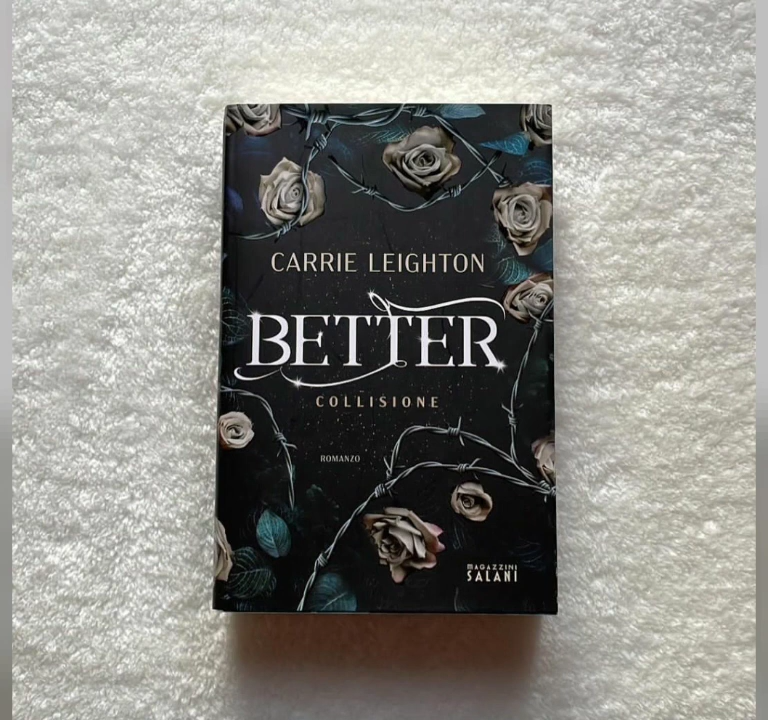 CARRIE LEIGHTON
BETTER
COLLISIONE
ROMANZO
MAGAZZINI
SALANI